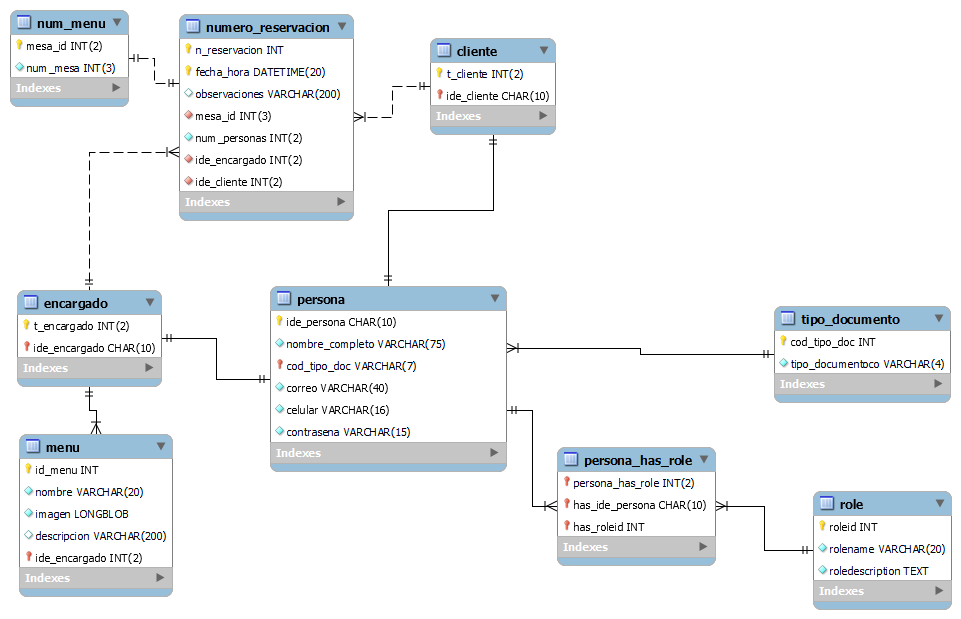 num_menu
mesa_id INT(2)
num_mesa INT(3)
Indexes
numero_reservacion
n_reservacion INT
fecha_hora DATETIME(20)
observaciones VARCHAR(200)
mesa_id INT(3)
num_personas INT(2)
ide_encargado INT(2)
ide_cliente INT(2)
Indexes
cliente
t_cliente INT(2)
ide_cliente CHAR(10)
Indexes
encargado
t_encargado INT(2)
ide_encargado CHAR(10)
Indexes
persona
ide_persona CHAR(10)
nombre_completo VARCHAR(75)
cod_tipo_doc VARCHAR(7)
correo VARCHAR(40)
celular VARCHAR(16)
contrasena VARCHAR(15)
Indexes
tipo_documento
cod_tipo_doc INT
tipo_documentoco VARCHAR(4)
Indexes
menu
id_menu INT
nombre VARCHAR(20)
imagen LONGBLOB
descripcion VARCHAR(200)
ide_encargado INT(2)
Indexes
persona_has_role
persona_has_role INT(2)
has_ide_persona CHAR(10)
has_roleid INT
Indexes
role
roleid INT
rolename VARCHAR(20)
roledescription TEXT
Indexes